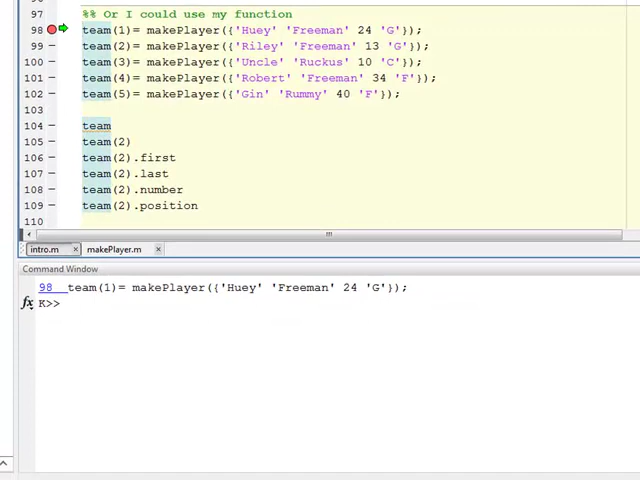 97 %% Or I could use my function
98 team(1)= makePlayer({'Huey' 'Freeman' 24 'G'});
99 team(2)= makePlayer({'Riley' 'Freeman' 13 'G'});
100 team(3)= makePlayer({'Uncle' 'Ruckus' 10 'C'});
101 team(4)= makePlayer({'Robert' 'Freeman' 34 'F'});
102 team(5)= makePlayer({'Gin' 'Rummy' 40 'F'});
103
104 team
105 team(2)
106 team(2).first
107 team(2).last
108 team(2).number
109 team(2).position
110
intro.m × makePlayer.m ×
Command Window
98 team(1)= makePlayer({'Huey' 'Freeman' 24 'G'});
fx K>>